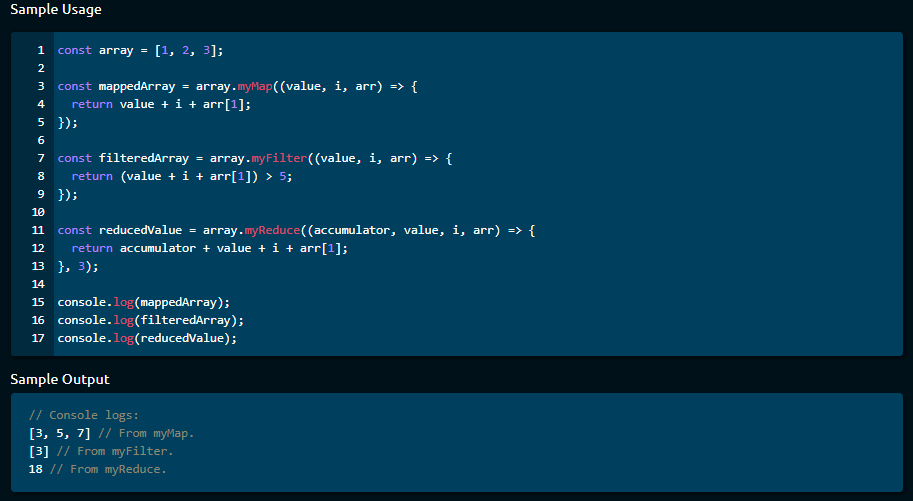 Sample Usage
1 const array = [1, 2, 3];
2
3 const mappedArray = array.myMap((value, i, arr) => {
4   return value + i + arr[1];
5 });
6
7 const filteredArray = array.myFilter((value, i, arr) => {
8   return (value + i + arr[1]) > 5;
9 });
10
11 const reducedValue = array.myReduce((accumulator, value, i, arr) => {
12   return accumulator + value + i + arr[1];
13 }, 3);
14
15 console.log(mappedArray);
16 console.log(filteredArray);
17 console.log(reducedValue);
Sample Output
// Console logs:
[3, 5, 7] // From myMap.
[3] // From myFilter.
18 // From myReduce.